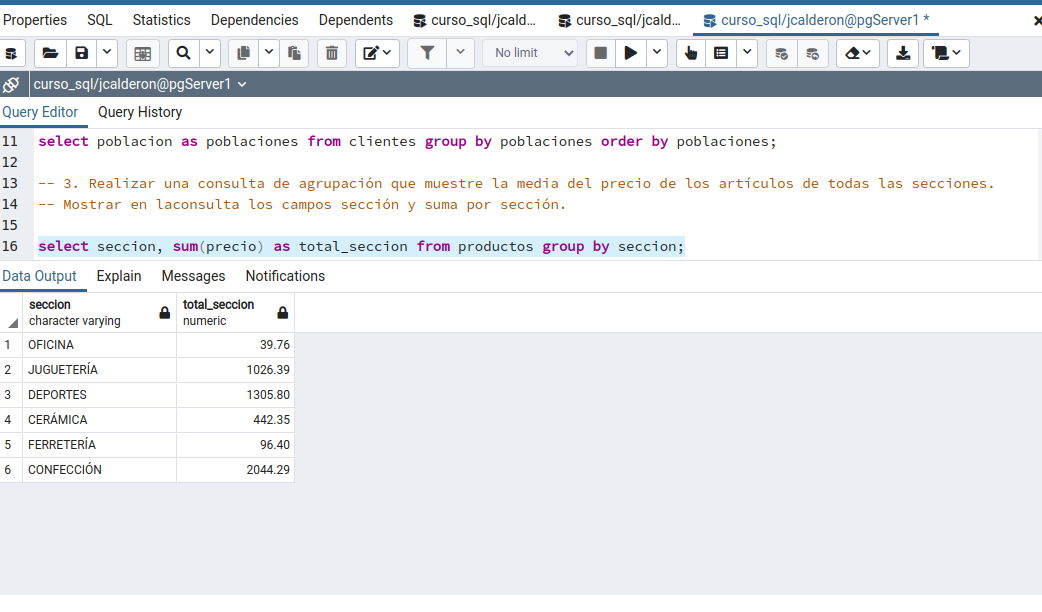 Properties SQL Statistics Dependencies Dependents curso_sql/jcald... curso_sql/jcald... curso_sql/jcalderon@pgServer1 *
No limit
curso_sql/jcalderon@pgServer1
Query Editor Query History
11 select poblacion as poblaciones from clientes group by poblaciones order by poblaciones;
12
13 -- 3. Realizar una consulta de agrupación que muestre la media del precio de los artículos de todas las secciones.
14 -- Mostrar en laconsulta los campos sección y suma por sección.
15
16 select seccion, sum(precio) as total_seccion from productos group by seccion;
Data Output Explain Messages Notifications
seccion total_seccion
character varying numeric
1 OFICINA 39.76
2 JUGUETERÍA 1026.39
3 DEPORTES 1305.80
4 CERÁMICA 442.35
5 FERRETERÍA 96.40
6 CONFECCIÓN 2044.29